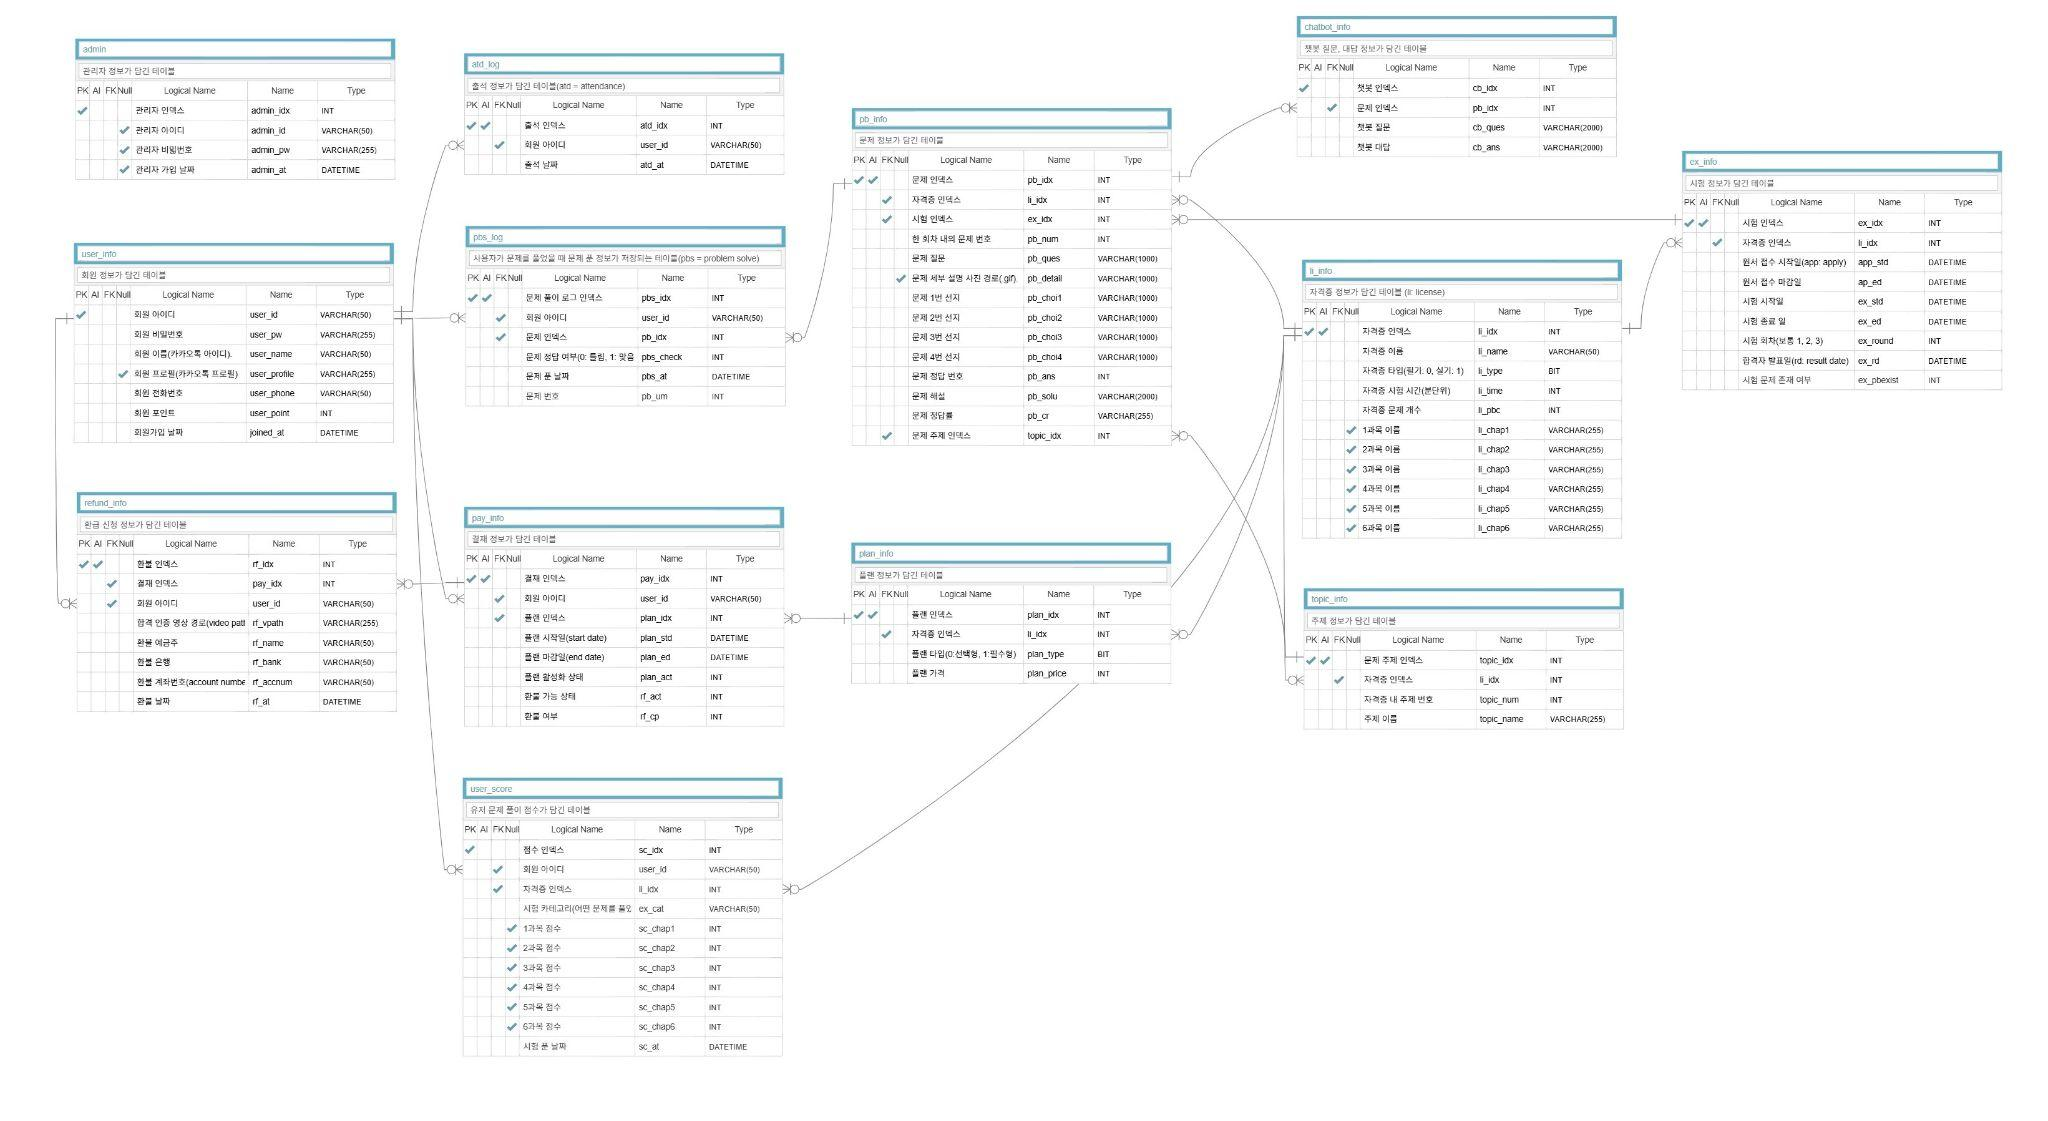 admin
관리자 정보가 담긴 테이블
PK AI FK Null Logical Name Name Type
관리자 인덱스 admin_idx INT
관리자 아이디 admin_id VARCHAR(50)
관리자 비밀번호 admin_pw VARCHAR(255)
관리자 가입 날짜 admin_at DATETIME
user_info
회원 정보가 담긴 테이블
PK AI FK Null Logical Name Name Type
회원 아이디 user_id VARCHAR(50)
회원 비밀번호 user_pw VARCHAR(255)
회원 이름(카카오톡 아이디). user_name VARCHAR(50)
회원 프로필(카카오톡 프로필) user_profile VARCHAR(255)
회원 전화번호 user_phone VARCHAR(50)
회원 포인트 user_point INT
회원가입 날짜 joined_at DATETIME
refund_info
환급 신청 정보가 담긴 테이블
PK AI FK Null Logical Name Name Type
환불 인덱스 rf_idx INT
결재 인덱스 pay_idx INT
회원 아이디 user_id VARCHAR(50)
합격 인증 영상 경로(video patl rf_vpath VARCHAR(255)
환불 예금주 rf_name VARCHAR(50)
환불 은행 rf_bank VARCHAR(50)
환불 계좌번호(account numbe rf_accnum VARCHAR(50)
환불 날짜 rf_at DATETIME
atd_log
출석 정보가 담긴 테이블(atd = attendance)
PK AI FK Null Logical Name Name Type
출석 인덱스 atd_idx INT
회원 아이디 user_id VARCHAR(50)
출석 날짜 atd_at DATETIME
pbs_log
사용자가 문제를 풀었을 때 문제 푼 정보가 저장되는 테이블(pbs = problem solve)
PK AI FK Null Logical Name Name Type
문제 풀이 로그 인덱스 pbs_idx INT
회원 아이디 user_id VARCHAR(50)
문제 인덱스 pb_idx INT
문제 정답 여부(0: 틀림, 1: 맞음 pbs_check INT
문제 푼 날짜 pbs_at DATETIME
문제 번호 pb_um INT
pay_info
결재 정보가 담긴 테이블
PK AI FK Null Logical Name Name Type
결재 인덱스 pay_idx INT
회원 아이디 user_id VARCHAR(50)
플랜 인덱스 plan_idx INT
플랜 시작일(start date) plan_std DATETIME
플랜 마감일(end date) plan_ed DATETIME
플랜 활성화 상태 plan_act INT
환불 가능 상태 rf_act INT
환불 여부 rf_cp INT
user_score
유저 문제 풀이 점수가 담긴 테이블
PK AI FK Null Logical Name Name Type
점수 인덱스 sc_idx INT
회원 아이디 user_id VARCHAR(50)
자격증 인덱스 li_idx INT
시험 카테고리(어떤 문제를 풀었 ex_cat VARCHAR(50)
1과목 점수 sc_chap1 INT
2과목 점수 sc_chap2 INT
3과목 점수 sc_chap3 INT
4과목 점수 sc_chap4 INT
5과목 점수 sc_chap5 INT
6과목 점수 sc_chap6 INT
시험 푼 날짜 sc_at DATETIME
pb_info
문제 정보가 담긴 테이블
PK AI FK Null Logical Name Name Type
문제 인덱스 pb_idx INT
자격증 인덱스 li_idx INT
시험 인덱스 ex_idx INT
한 회차 내의 문제 번호 pb_num INT
문제 질문 pb_ques VARCHAR(1000)
문제 세부 설명 사진 경로(.gif). pb_detail VARCHAR(1000)
문제 1번 선지 pb_choi1 VARCHAR(1000)
문제 2번 선지 pb_choi2 VARCHAR(1000)
문제 3번 선지 pb_choi3 VARCHAR(1000)
문제 4번 선지 pb_choi4 VARCHAR(1000)
문제 정답 번호 pb_ans INT
문제 해설 pb_solu VARCHAR(2000)
문제 정답률 pb_cr VARCHAR(255)
문제 주제 인덱스 topic_idx INT
plan_info
플랜 정보가 담긴 테이블
PK AI FK Null Logical Name Name Type
플랜 인덱스 plan_idx INT
자격증 인덱스 li_idx INT
플랜 타입(0:선택형, 1:필수형) plan_type BIT
플랜 가격 plan_price INT
chatbot_info
챗봇 질문, 대답 정보가 담긴 테이블
PK AI FK Null Logical Name Name Type
챗봇 인덱스 cb_idx INT
문제 인덱스 pb_idx INT
챗봇 질문 cb_ques VARCHAR(2000)
챗봇 대답 cb_ans VARCHAR(2000)
li_info
자격증 정보가 담긴 테이블 (li: license)
PK AI FK Null Logical Name Name Type
자격증 인덱스 li_idx INT
자격증 이름 li_name VARCHAR(50)
자격증 타입(필기: 0, 실기: 1) li_type BIT
자격증 시험 시간(분단위) li_time INT
자격증 문제 개수 li_pbc INT
1과목 이름 li_chap1 VARCHAR(255)
2과목 이름 li_chap2 VARCHAR(255)
3과목 이름 li_chap3 VARCHAR(255)
4과목 이름 li_chap4 VARCHAR(255)
5과목 이름 li_chap5 VARCHAR(255)
6과목 이름 li_chap6 VARCHAR(255)
topic_info
주제 정보가 담긴 테이블
PK AI FK Null Logical Name Name Type
문제 주제 인덱스 topic_idx INT
자격증 인덱스 li_idx INT
자격증 내 주제 번호 topic_num INT
주제 이름 topic_name VARCHAR(255)
ex_info
시험 정보가 담긴 테이블
PK AI FK Null Logical Name Name Type
시험 인덱스 ex_idx INT
자격증 인덱스 li_idx INT
원서 접수 시작일(app: apply) app_std DATETIME
원서 접수 마감일 ap_ed DATETIME
시험 시작일 ex_std DATETIME
시험 종료 일 ex_ed DATETIME
시험 회차(보통 1, 2, 3) ex_round INT
합격자 발표일(rd: result date) ex_rd DATETIME
시험 문제 존재 여부 ex_pbexist INT